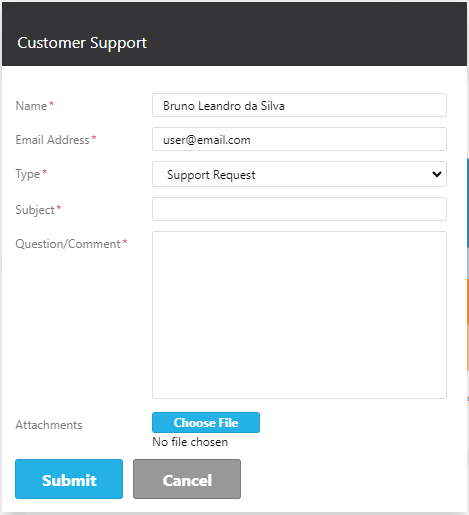 Customer Support
Name* Bruno Leandro da Silva
Email Address* user@email.com
Type* Support Request
Subject*
Question/Comment*
Attachments Choose File
No file chosen
Submit Cancel